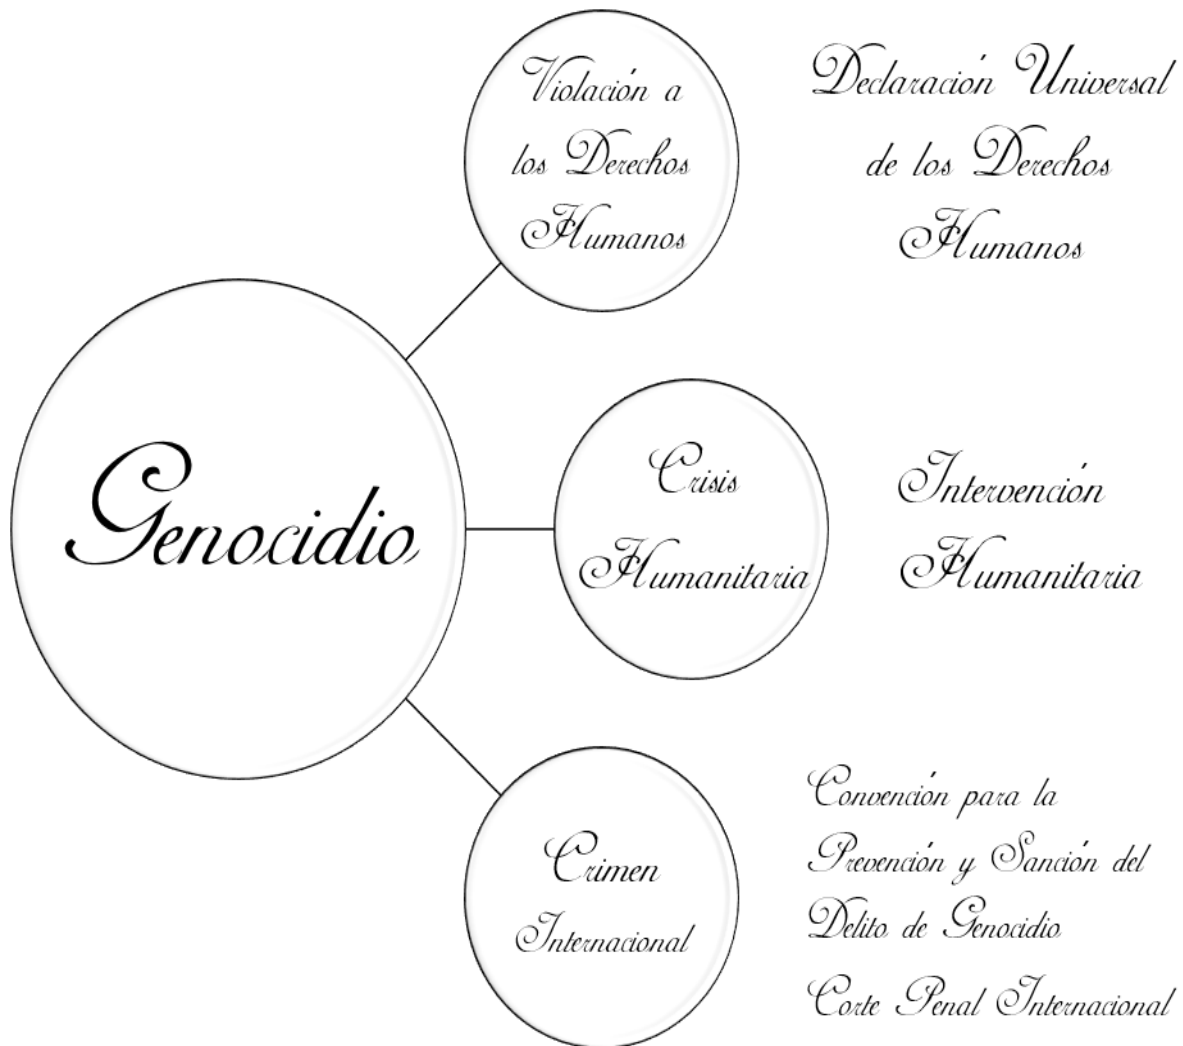 Genocidio
Violación a
los Derechos
Humanos
Declaración Universal
de los Derechos
Humanos
Crisis
Humanitaria
Intervención
Humanitaria
Crimen
Internacional
Convención para la
Prevención y Sanción del
Delito de Genocidio
Corte Penal Internacional